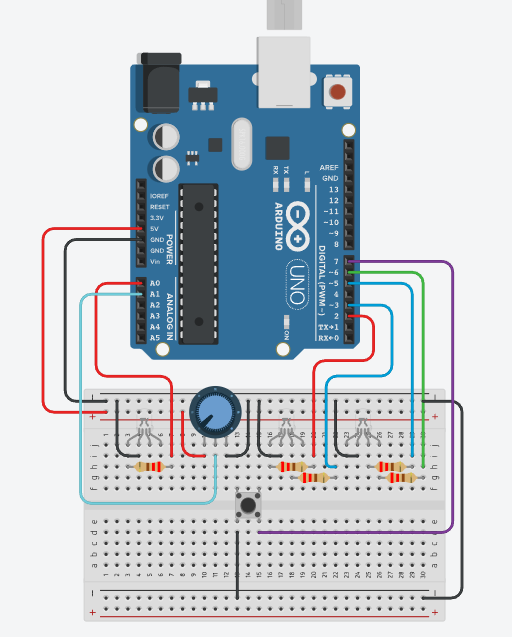 AREF
GND
13
12
~11
~10
~9
8
7
~6
~5
4
~3
2
TX→1
RX←0
DIGITAL (PWM~)
IOREF
RESET
3.3V
5V
GND
GND
Vin
POWER
A0
A1
A2
A3
A4
A5
ANALOG IN
RX
TX
L
ARDUINO
UNO
ON
- -
+ +
j j
i i
h h
g g
f f
e e
d d
c c
b b
a a
- -
+ +